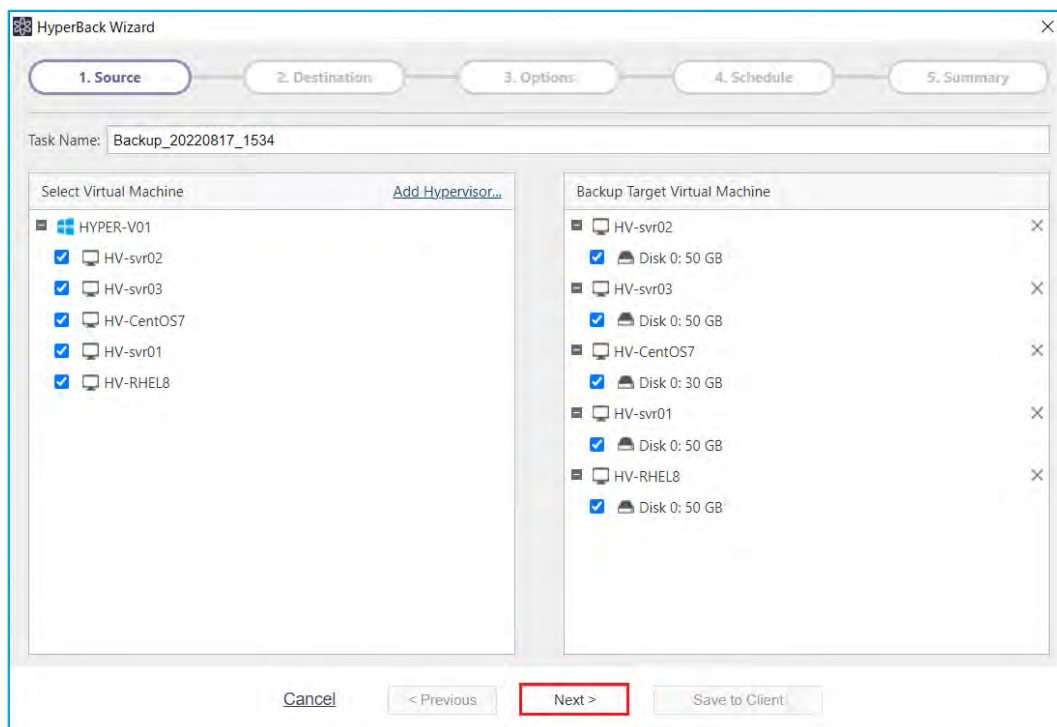 HyperBack Wizard
1. Source
2. Destination
3. Options
4. Schedule
5. Summary
Task Name: Backup_20220817_1534
Select Virtual Machine
Add Hypervisor...
HYPER-V01
HV-svr02
HV-svr03
HV-CentOS7
HV-svr01
HV-RHEL8
Backup Target Virtual Machine
HV-svr02
Disk 0: 50 GB
HV-svr03
Disk 0: 50 GB
HV-CentOS7
Disk 0: 30 GB
HV-svr01
Disk 0: 50 GB
HV-RHEL8
Disk 0: 50 GB
Cancel
< Previous
Next >
Save to Client